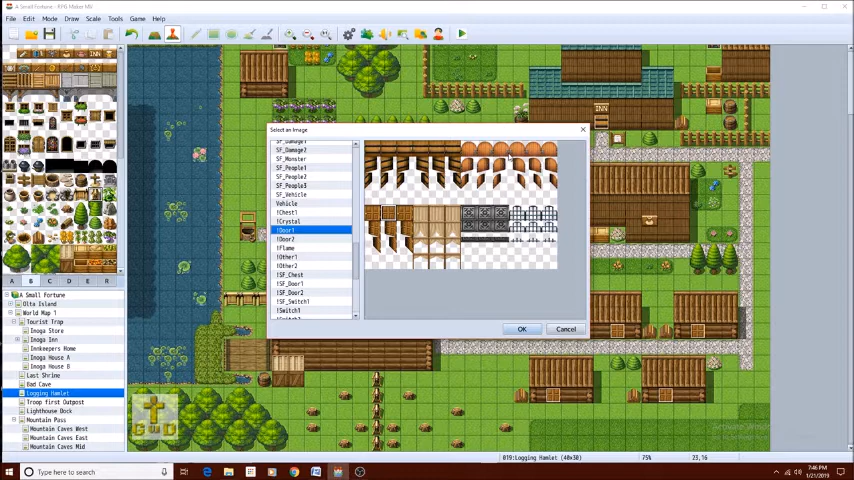 A Small Fortune - RPG Maker MV
File Edit Mode Draw Scale Tools Game Help
INN
Select an Image
SF_Damage1
SF_Damage2
SF_Monster
SF_People1
SF_People2
SF_People3
SF_Vehicle
Vehicle
!Chest1
!Crystal
!Door1
!Door2
!Flame
!Other1
!Other2
!SF_Chest
!SF_Door1
!SF_Door2
!SF_Switch1
!Switch1
OK Cancel
A B C D E R
A Small Fortune
Olta Island
World Map 1
Tourist Trap
Inoga Store
Inoga Inn
Innkeepers Home
Inoga House A
Inoga House B
Last Shrine
Bad Cave
Logging Hamlet
Troop first Outpost
Lighthouse Dock
Mountain Pass
Mountain Caves West
Mountain Caves East
Mountain Caves Mid
G W D
019:Logging Hamlet (40x30) 75% 23,16
Type here to search
7:46 PM
1/21/2019